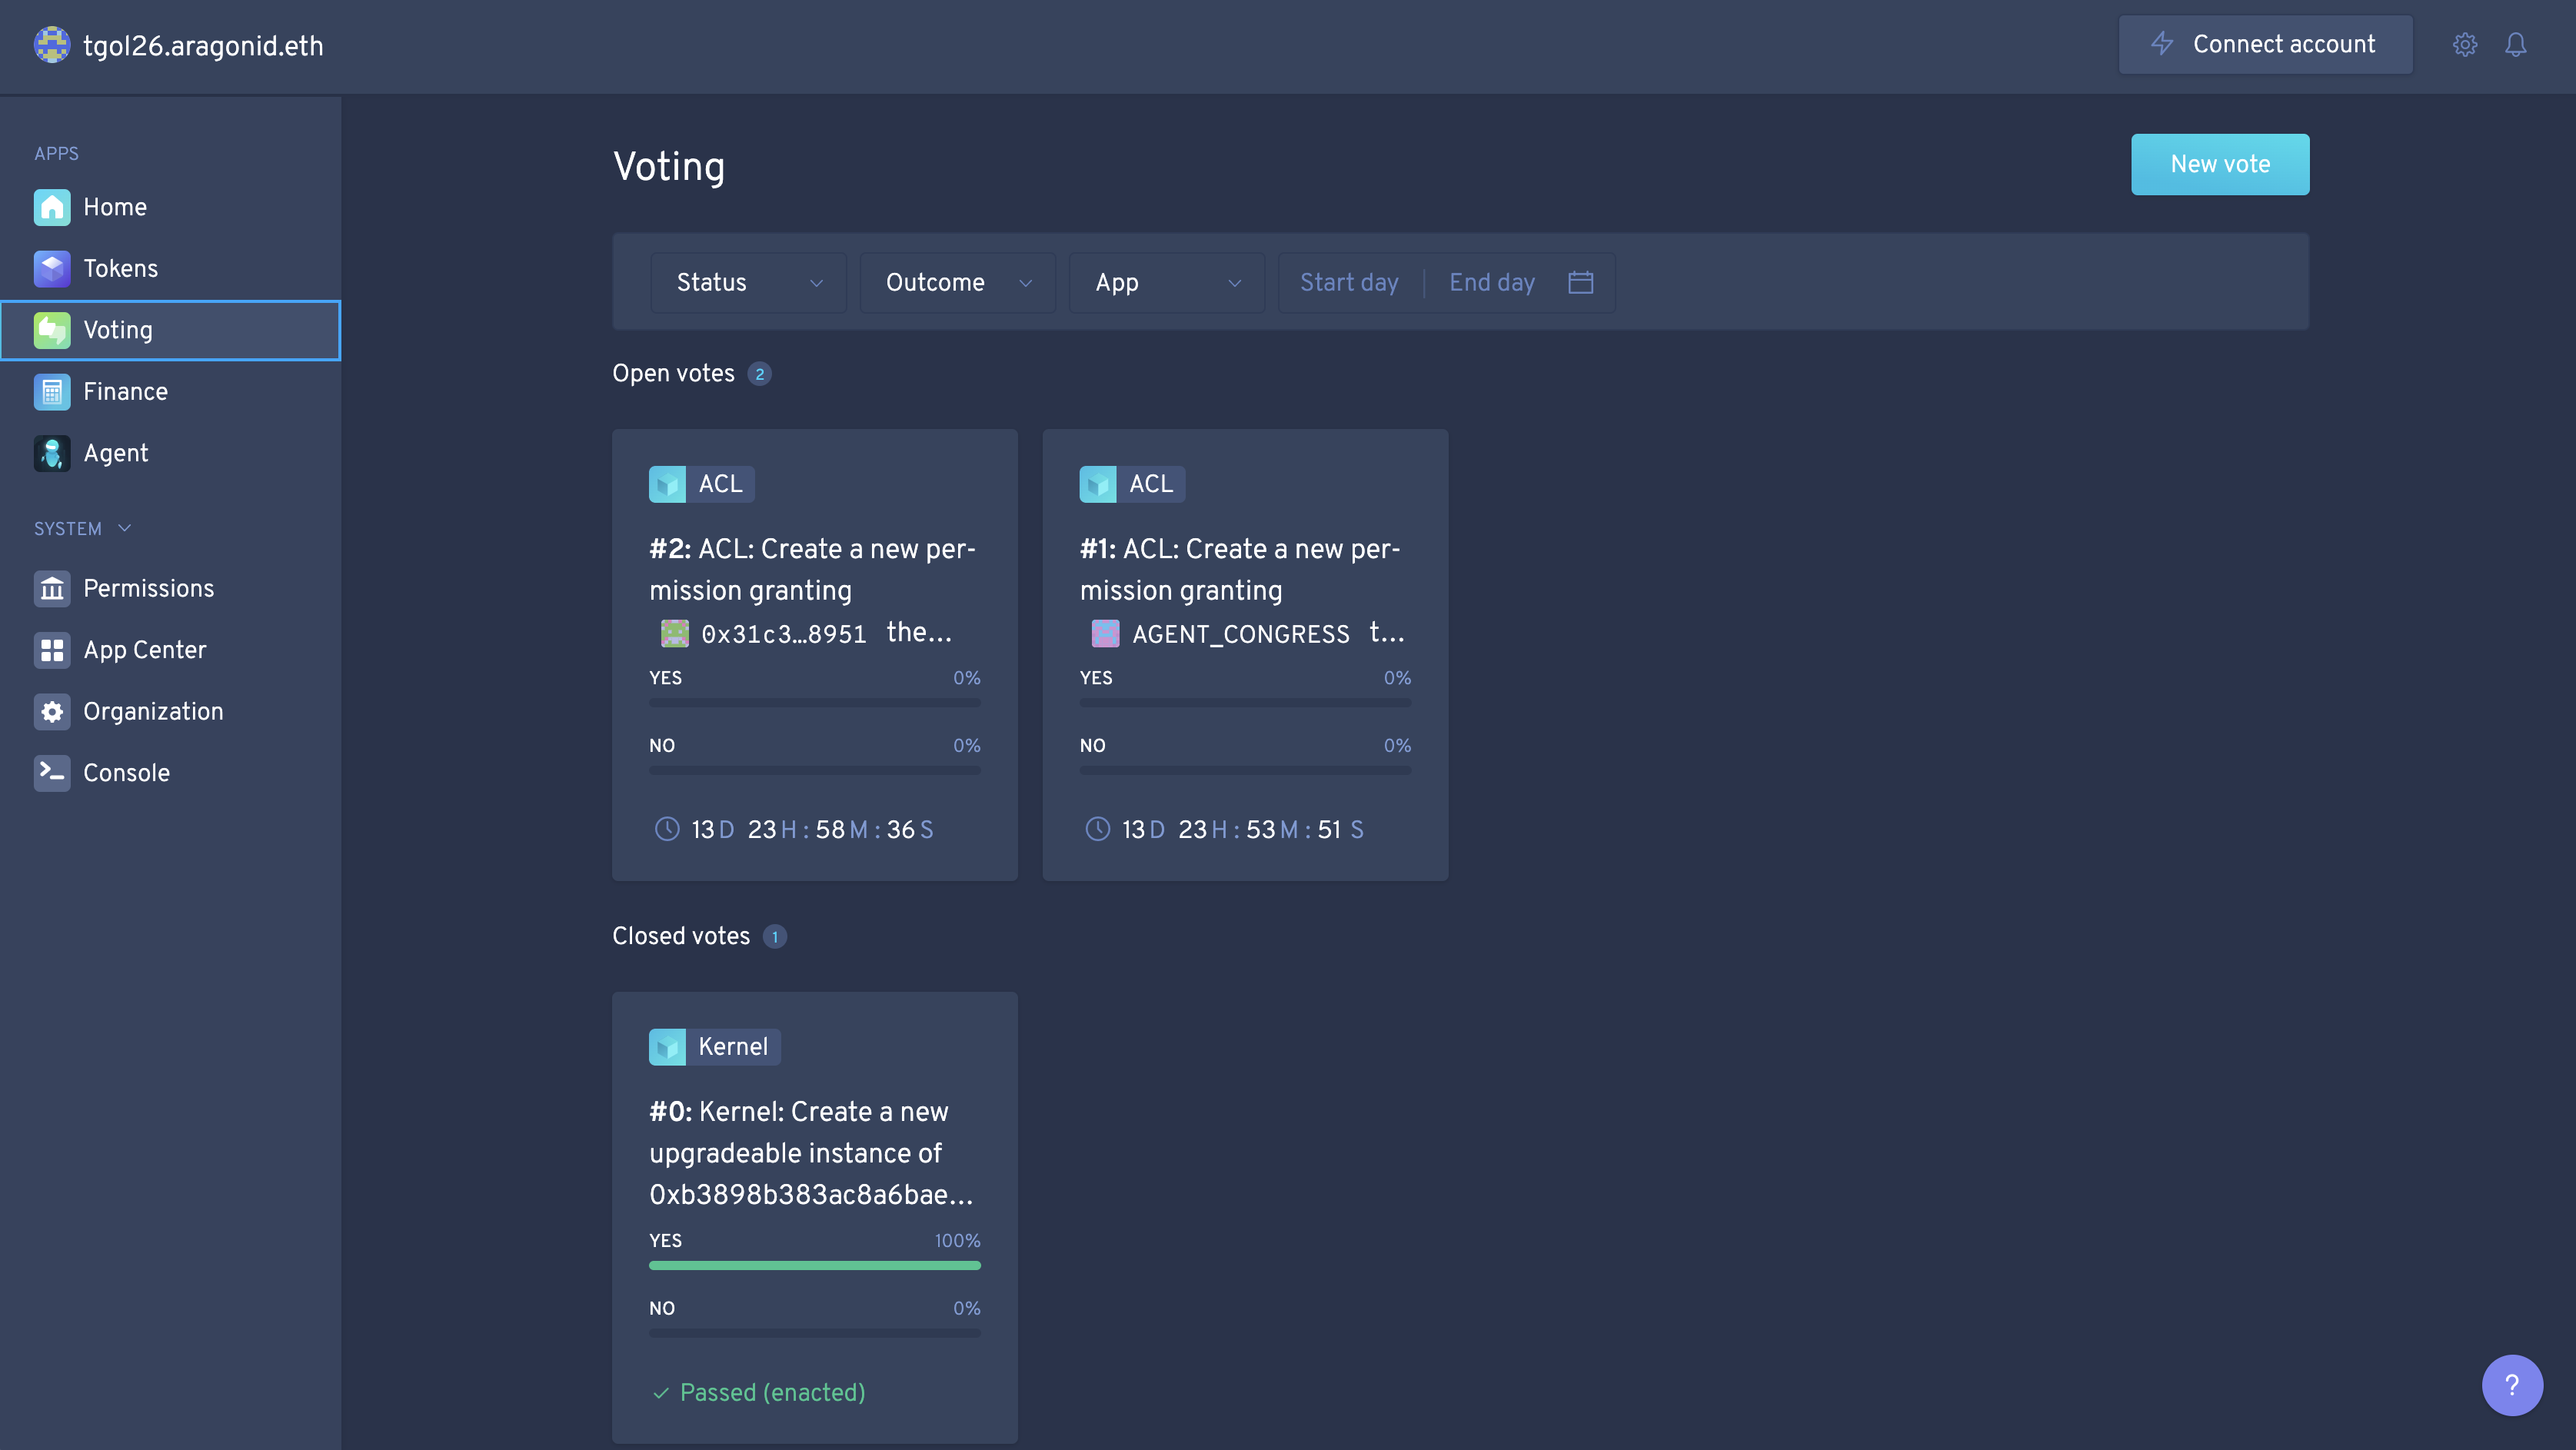 tgol26.aragonid.eth
Connect account
APPS
Home
Tokens
Voting
Finance
Agent
SYSTEM
Permissions
App Center
Organization
Console
Voting
New vote
Status
Outcome
App
Start day
End day
Open votes 2
ACL
#2: ACL: Create a new per-
mission granting
0x31c3…8951 the…
YES 0%
NO 0%
13 D 23 H : 58 M : 36 S
ACL
#1: ACL: Create a new per-
mission granting
AGENT_CONGRESS t…
YES 0%
NO 0%
13 D 23 H : 53 M : 51 S
Closed votes 1
Kernel
#0: Kernel: Create a new
upgradeable instance of
0xb3898b383ac8a6bae…
YES 100%
NO 0%
Passed (enacted)
?